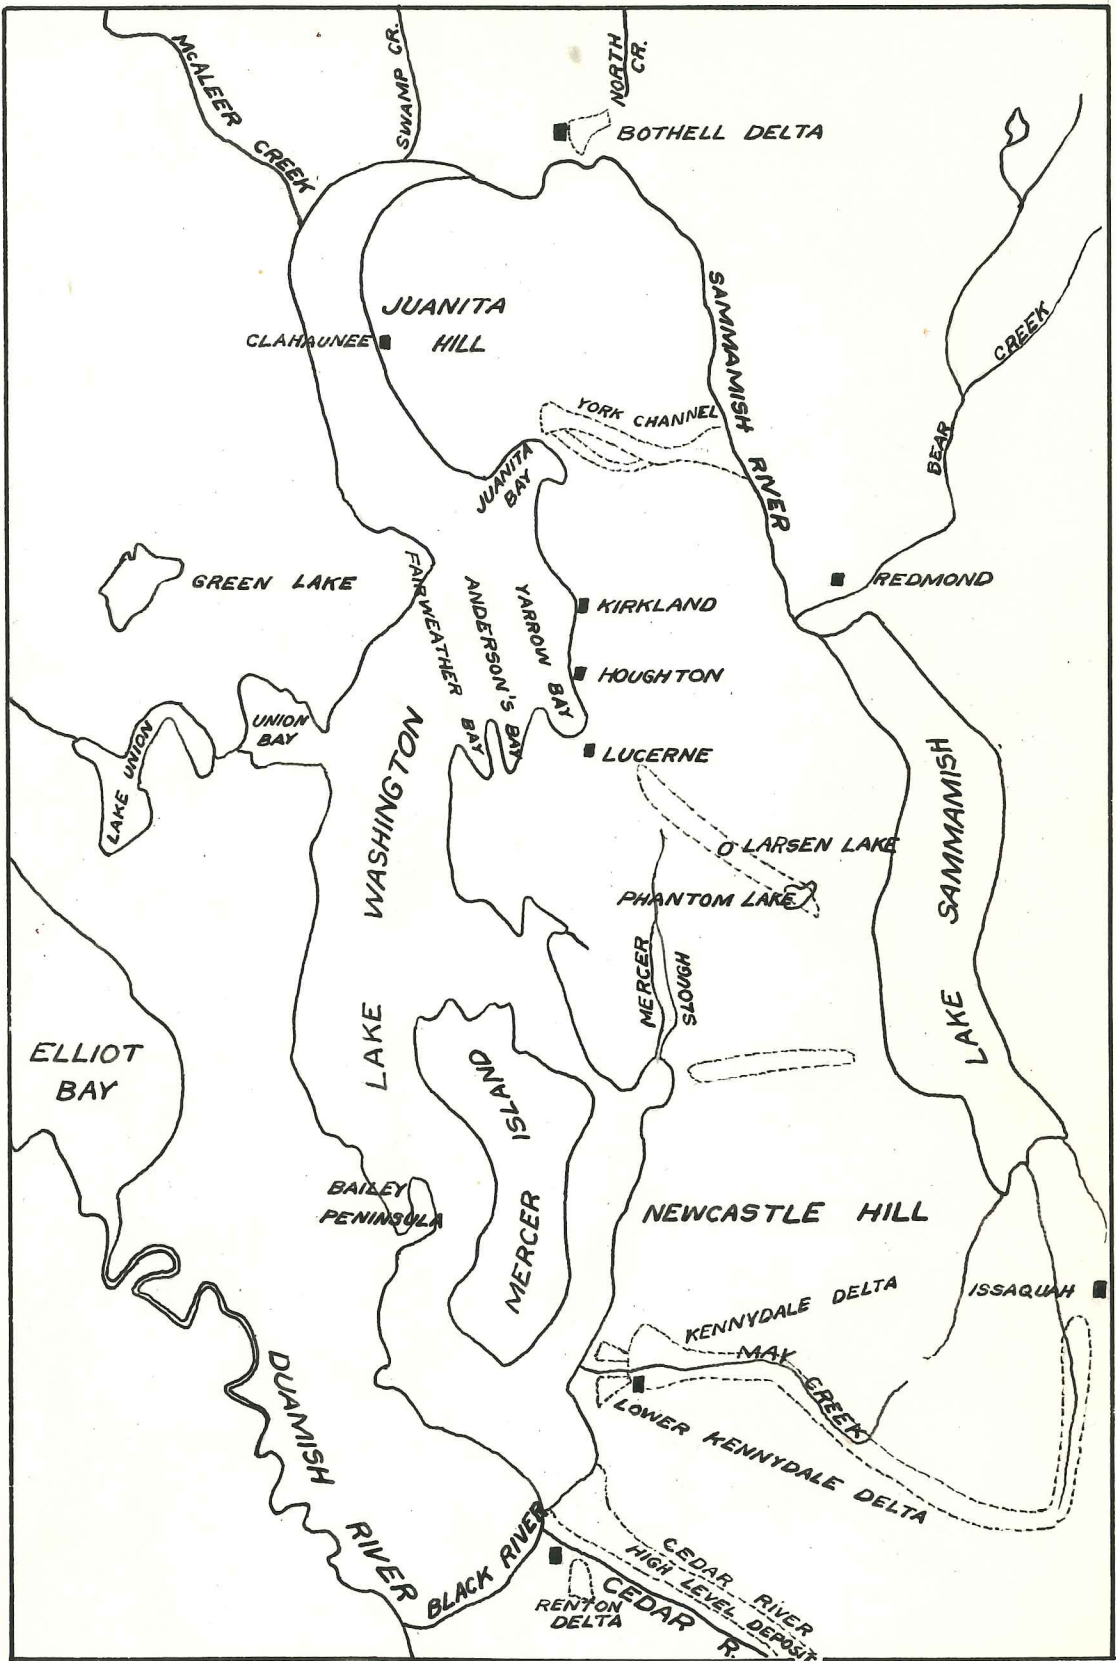 McALEER CREEK
SWAMP CR.
NORTH CR.
BOTHELL DELTA
JUANITA HILL
CLAHAUNEE
SAMMAMISH RIVER
CREEK
BEAR
YORK CHANNEL
JUANITA BAY
GREEN LAKE
FAIRWEATHER BAY
ANDERSON'S BAY
YARROW BAY
REDMOND
KIRKLAND
HOUGHTON
UNION BAY
LAKE UNION
LUCERNE
LAKE WASHINGTON
LARSEN LAKE
PHANTOM LAKE
LAKE SAMMAMISH
MERCER SLOUGH
ELLIOT BAY
MERCER ISLAND
BAILEY PENINSULA
NEWCASTLE HILL
ISSAQUAH
KENNYDALE DELTA
MAY CREEK
LOWER KENNYDALE DELTA
DUAMISH RIVER
BLACK RIVER
CEDAR RIVER
HIGH LEVEL DEPOSIT
RENTON DELTA
CEDAR R.